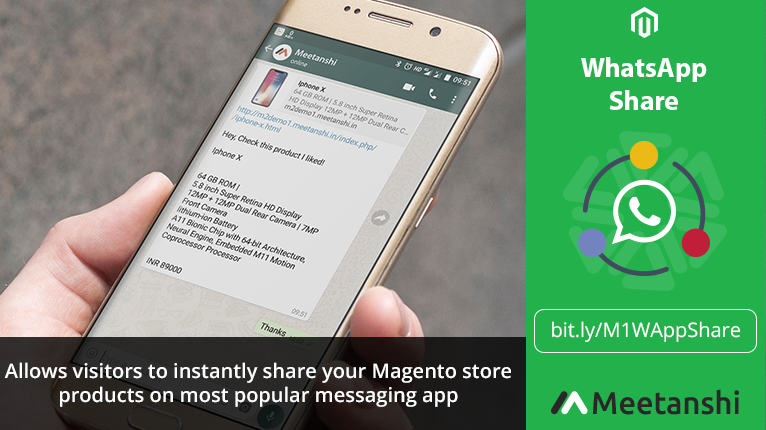 Meetanshi
online
HD
09:51
Iphone X
64 GB ROM | 5.8 inch Super Retina
HD Display 12MP + 12MP Dual Rear C...
m2demo1.meetanshi.in
http://m2demo1.meetanshi.in/index.php/
/iphone-x.html
Hey, Check this product I liked!
Iphone X
64 GB ROM |
5.8 inch Super Retina HD Display
12MP + 12MP Dual Rear Camera | 7MP
Front Camera
lithium-ion Battery
A11 Bionic Chip with 64-bit Architecture,
Neural Engine, Embedded M11 Motion
Coprocessor Processor
INR 89000
09:51
Thanks
Allows visitors to instantly share your Magento store
products on most popular messaging app
WhatsApp
Share
bit.ly/M1WAppShare
Meetanshi